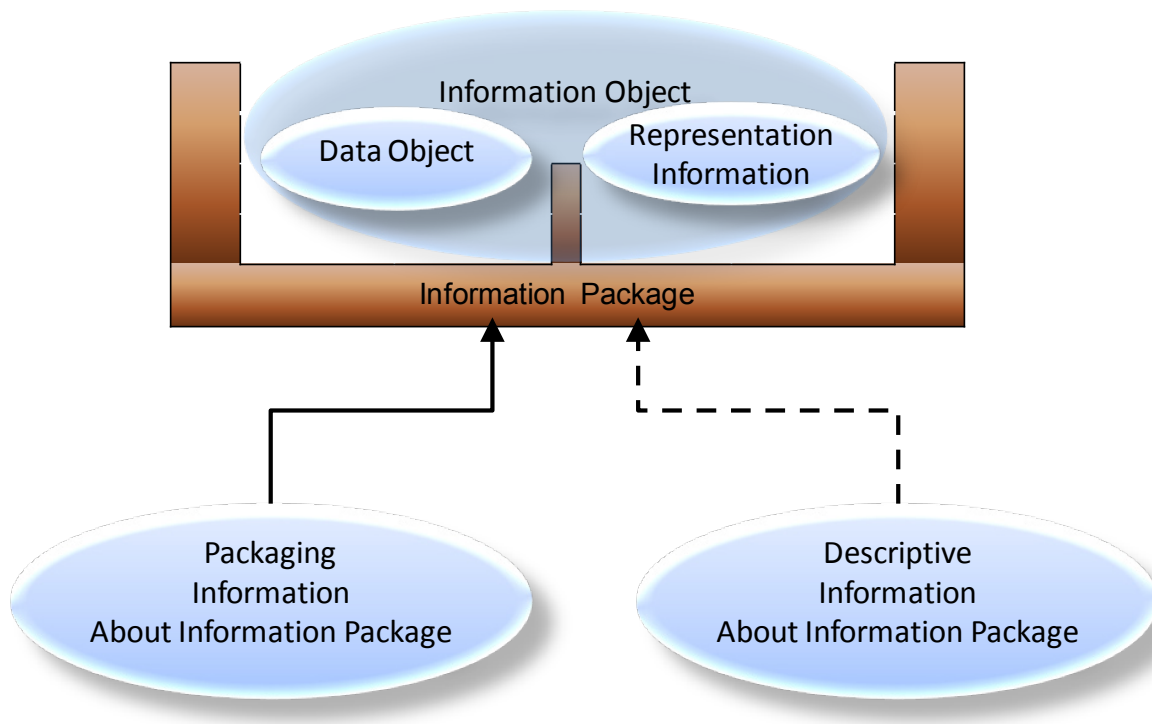 Information Object
Data Object
Representation
Information
Information Package
Packaging
Information
About Information Package
Descriptive
Information
About Information Package